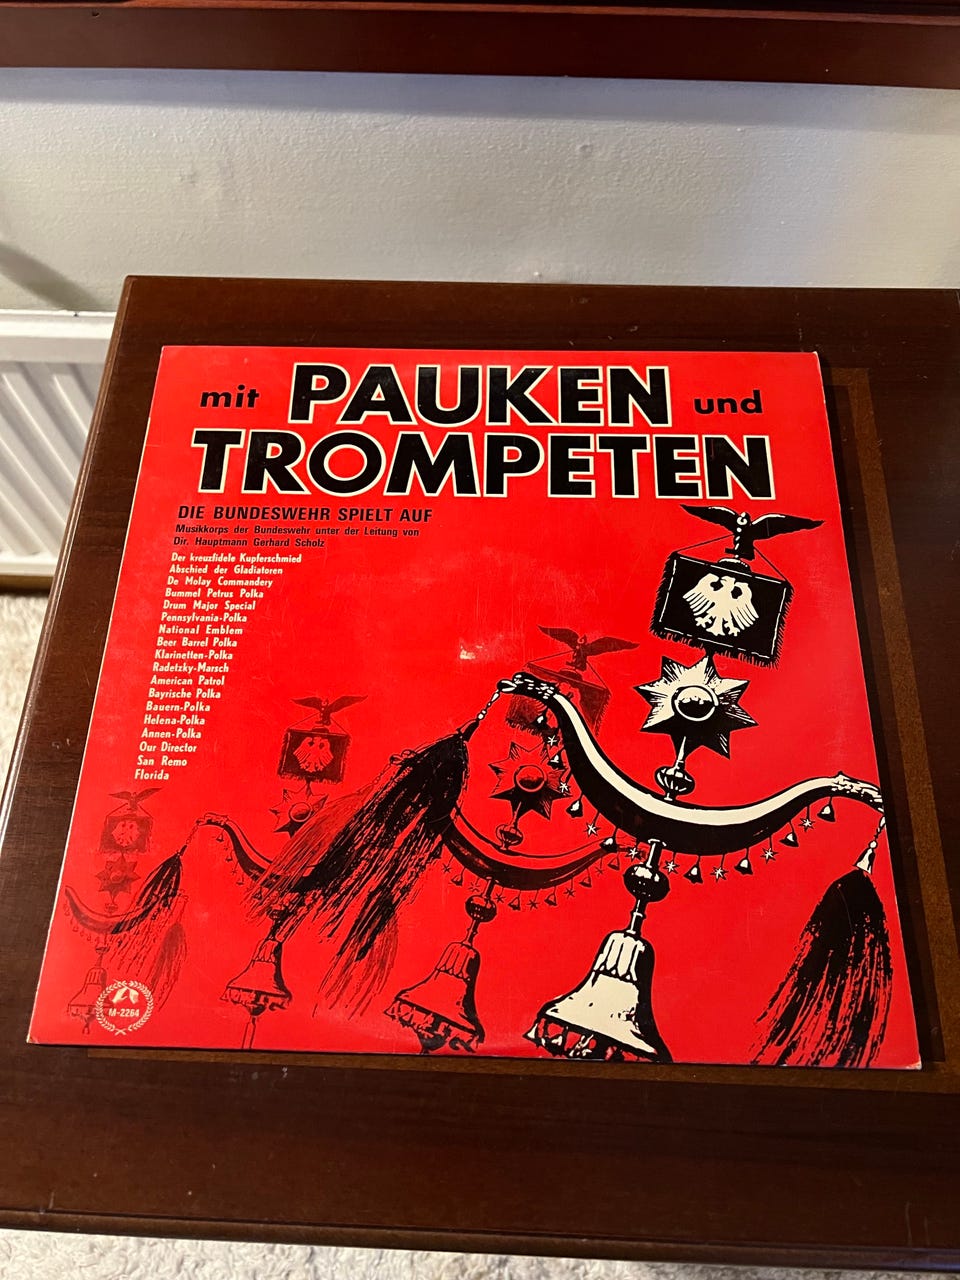 mit PAUKEN und
TROMPETEN
DIE BUNDESWEHR SPIELT AUF
Musikkorps der Bundeswehr unter der Leitung von
Dir. Hauptmann Gerhard Scholz
Der kreuzfidele Kupferschmied
Abschied der Gladiatoren
De Molay Commandery
Bummel Petrus Polka
Drum Major Special
Pennsylvania-Polka
National Emblem
Beer Barrel Polka
Klarinetten-Polka
Radetzky-Marsch
American Patrol
Bayrische Polka
Bauern-Polka
Helena-Polka
Annen-Polka
Our Director
San Remo
Florida
M-2264